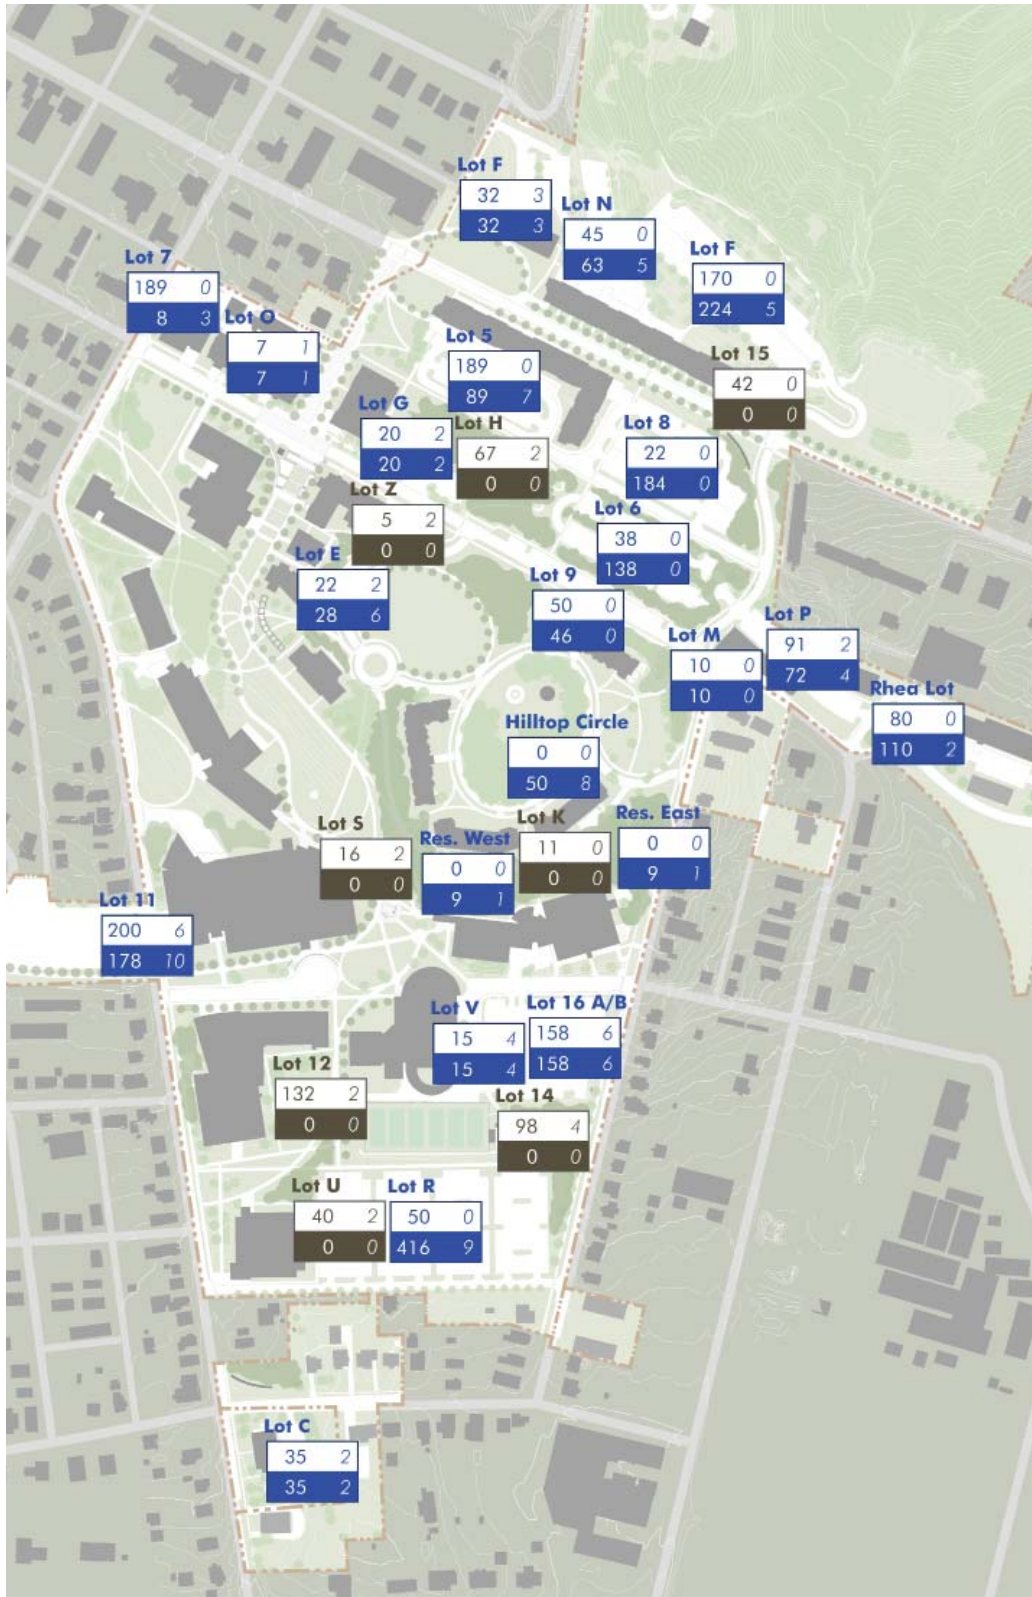 Lot F
32 3
32 3
Lot N
45 0
63 5
Lot F
170 0
224 5
Lot 7
189 0
8 3
Lot O
7 1
7 1
Lot 5
189 0
89 7
Lot 15
42 0
0 0
Lot G
20 2
20 2
Lot H
67 2
0 0
Lot 8
22 0
184 0
Lot Z
5 2
0 0
Lot 6
38 0
138 0
Lot E
22 2
28 6
Lot 9
50 0
46 0
Lot M
10 0
10 0
Lot P
91 2
72 4
Rhea Lot
80 0
110 2
Hilltop Circle
0 0
50 8
Lot S
16 2
0 0
Res. West
0 0
9 1
Lot K
11 0
0 0
Res. East
0 0
9 1
Lot 11
200 6
178 10
Lot V
15 4
15 4
Lot 16 A/B
158 6
158 6
Lot 12
132 2
0 0
Lot 14
98 4
0 0
Lot U
40 2
0 0
Lot R
50 0
416 9
Lot C
35 2
35 2